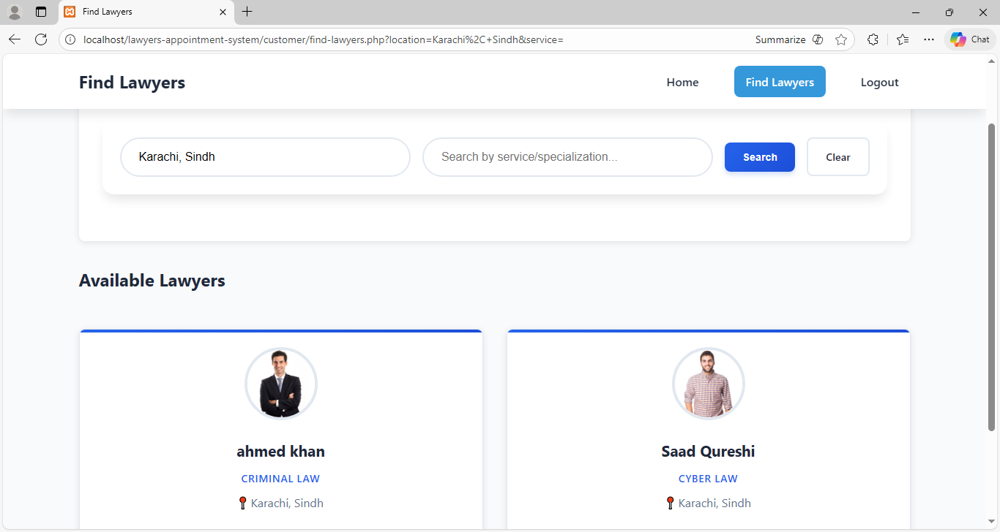 Find Lawyers
localhost/lawyers-appointment-system/customer/find-lawyers.php?location=Karachi%2C+Sindh&service=
Summarize
Chat
Find Lawyers
Home
Find Lawyers
Logout
Karachi, Sindh
Search by service/specialization...
Search
Clear
Available Lawyers
ahmed khan
CRIMINAL LAW
Karachi, Sindh
Saad Qureshi
CYBER LAW
Karachi, Sindh